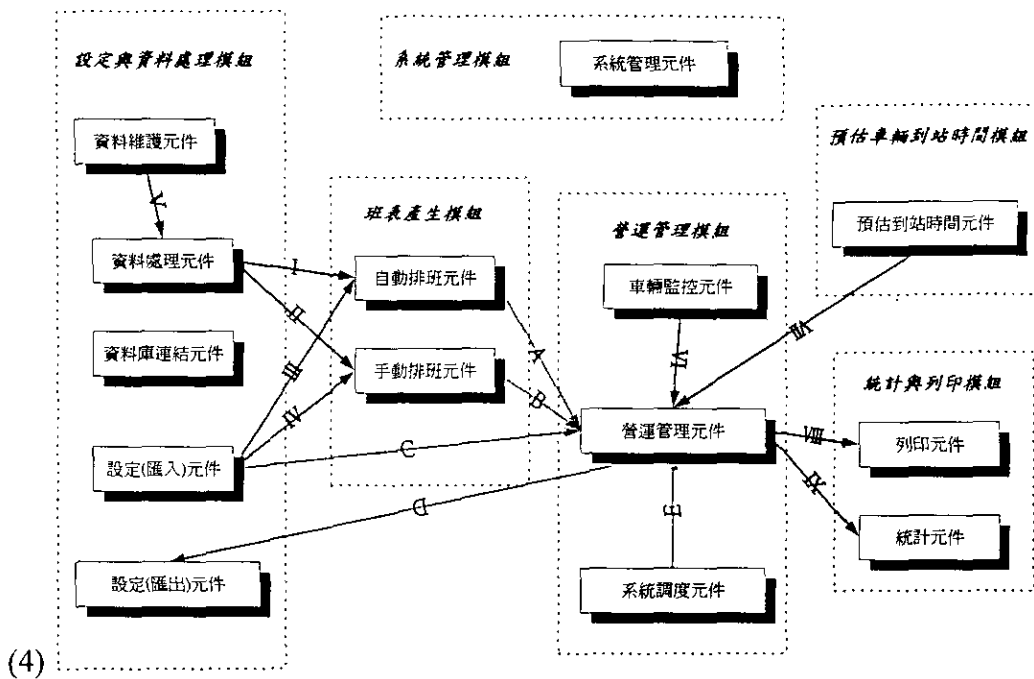 設定與資料處理模組
資料維護元件
V
資料處理元件
資料庫連結元件
設定(匯入)元件
設定(匯出)元件
I
II
III
IV
C
D
系統管理模組
系統管理元件
班表產生模組
自動排班元件
手動排班元件
A
B
營運管理模組
車輛監控元件
VI
營運管理元件
E
系統調度元件
預估車輛到站時間模組
預估到站時間元件
VII
統計與列印模組
VIII
列印元件
IX
統計元件
(4)